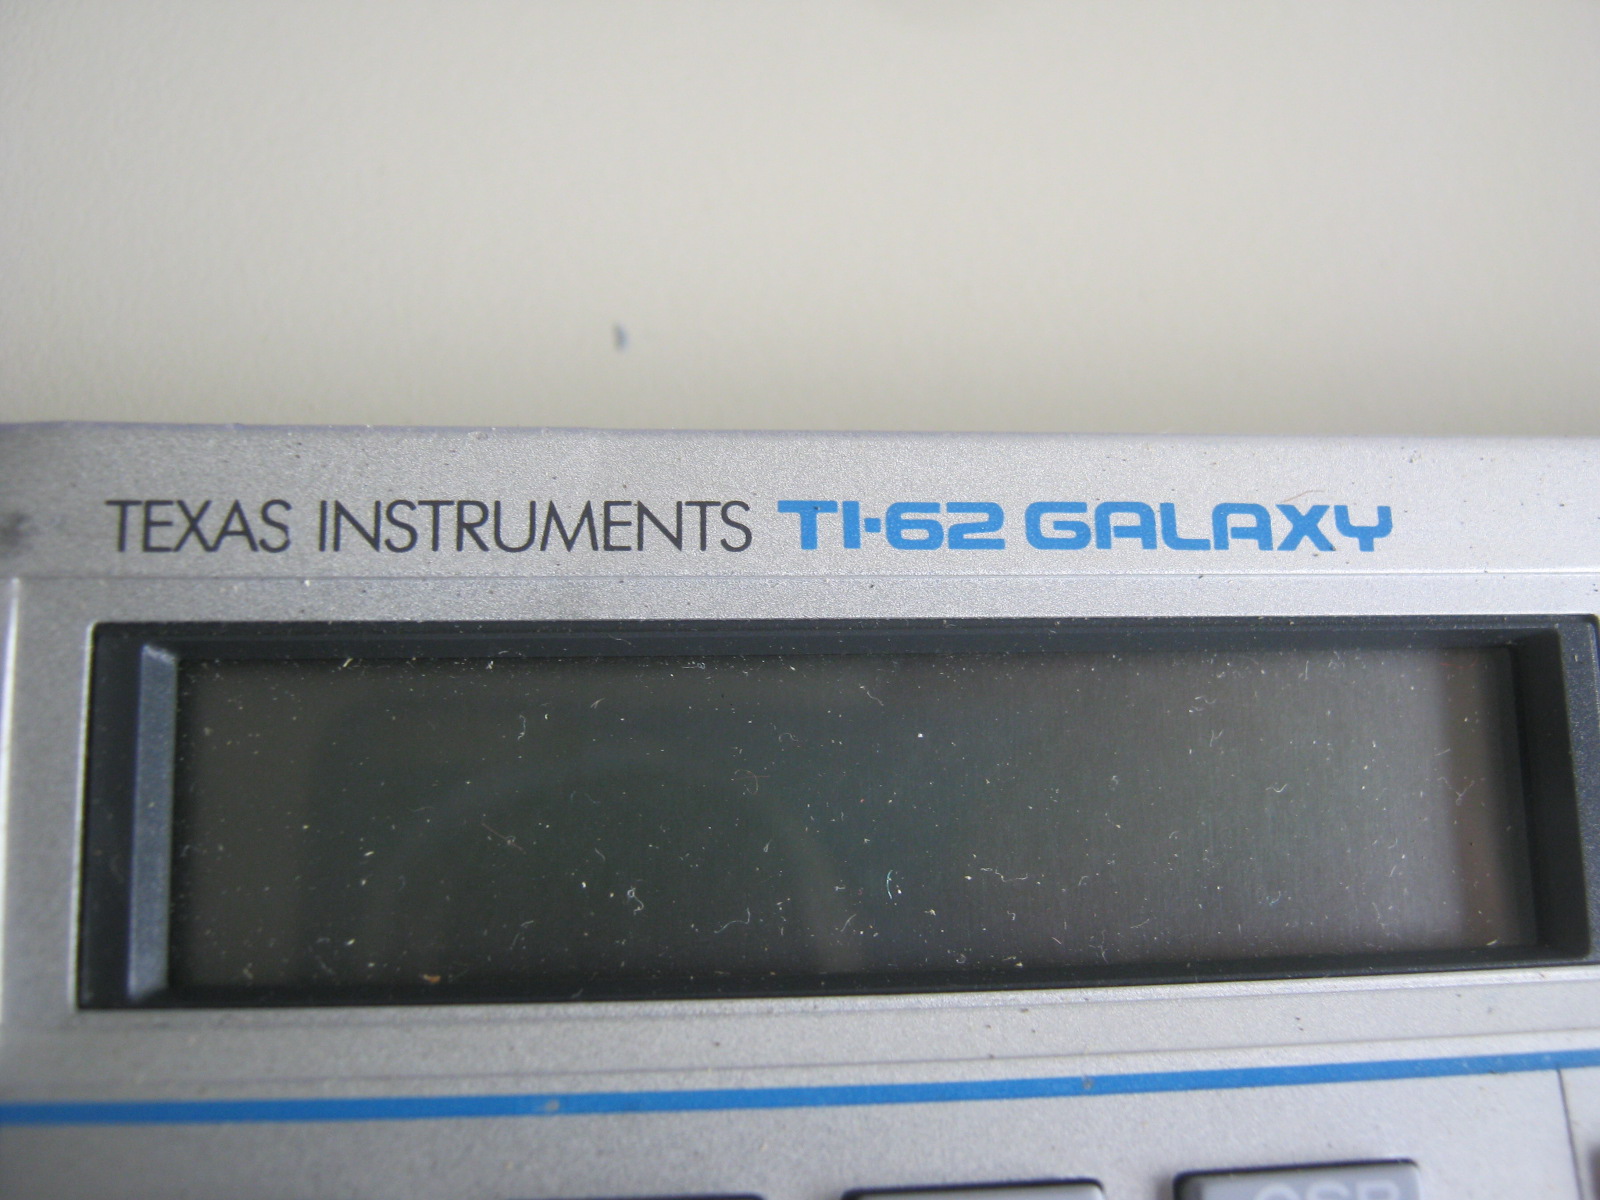 TEXAS INSTRUMENTS TI-62 GALAXY